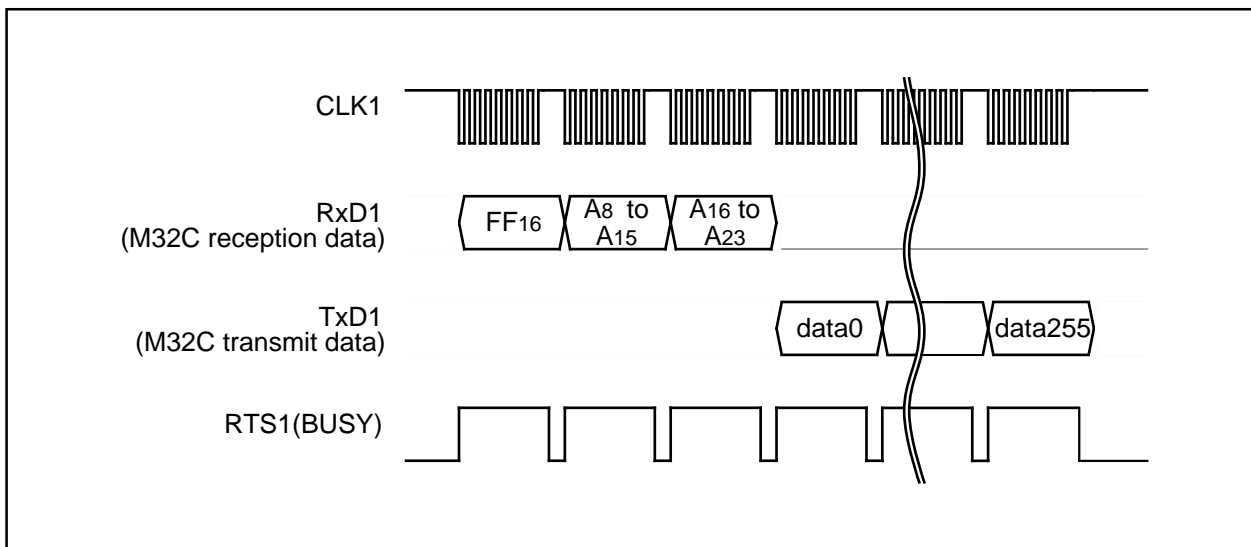 CLK1
RxD1
(M32C reception data)
FF16
A8 to
A15
A16 to
A23
TxD1
(M32C transmit data)
data0
data255
RTS1(BUSY)